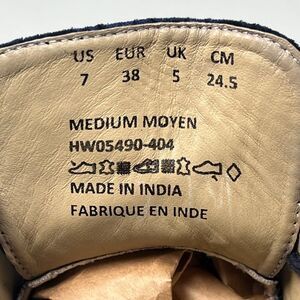 US EUR UK CM
7 38 5 24.5
MEDIUM MOYEN
HW05490-404
MADE IN INDIA
FABRIQUE EN INDE